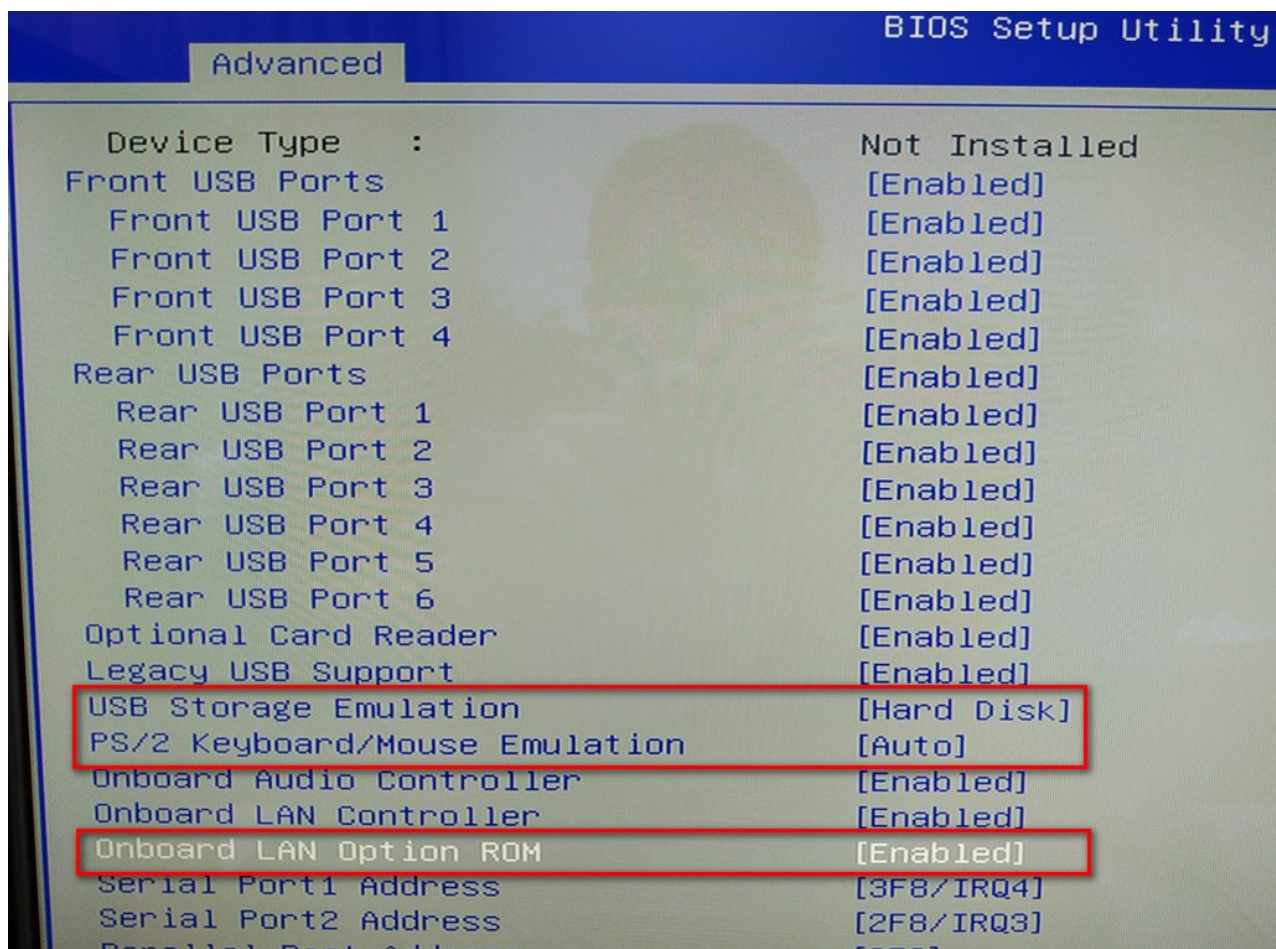 BIOS Setup Utility
Advanced
Device Type : Not Installed
Front USB Ports [Enabled]
Front USB Port 1 [Enabled]
Front USB Port 2 [Enabled]
Front USB Port 3 [Enabled]
Front USB Port 4 [Enabled]
Rear USB Ports [Enabled]
Rear USB Port 1 [Enabled]
Rear USB Port 2 [Enabled]
Rear USB Port 3 [Enabled]
Rear USB Port 4 [Enabled]
Rear USB Port 5 [Enabled]
Rear USB Port 6 [Enabled]
Optional Card Reader [Enabled]
Legacy USB Support [Enabled]
USB Storage Emulation [Hard Disk]
PS/2 Keyboard/Mouse Emulation [Auto]
Onboard Audio Controller [Enabled]
Onboard LAN Controller [Enabled]
Onboard LAN Option ROM [Enabled]
Serial Port1 Address [3F8/IRQ4]
Serial Port2 Address [2F8/IRQ3]